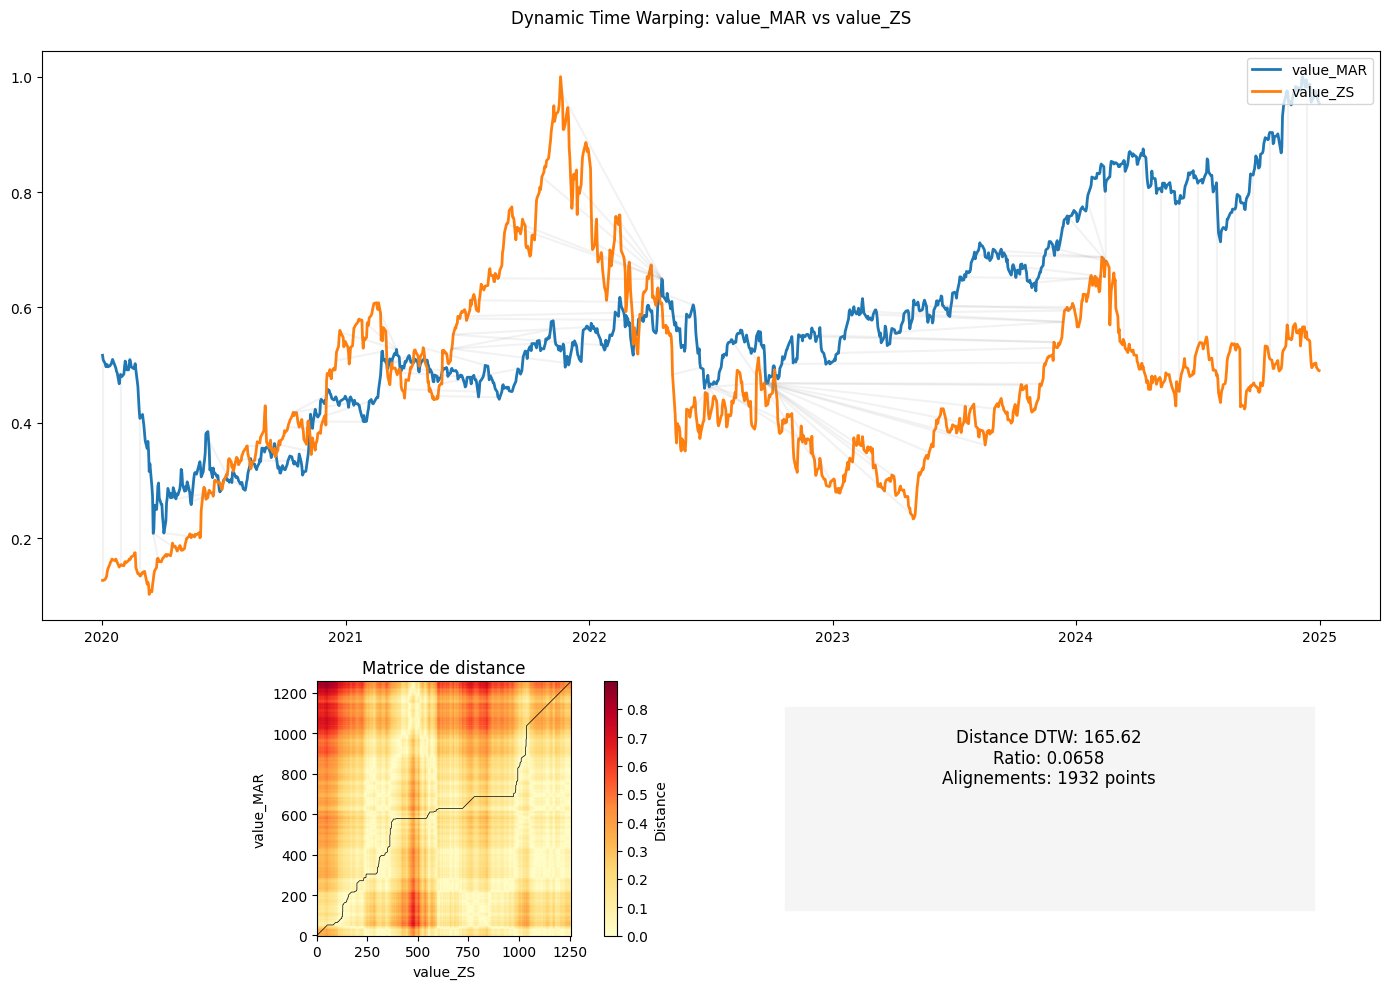 Dynamic Time Warping: value_MAR vs value_ZS
value_MAR
value_ZS
1.0
0.8
0.6
0.4
0.2
2020 2021 2022 2023 2024 2025
Matrice de distance
1200
1000
800
600
400
200
0
value_MAR
0 250 500 750 1000 1250
value_ZS
0.8
0.7
0.6
0.5
0.4
0.3
0.2
0.1
0.0
Distance
Distance DTW: 165.62
Ratio: 0.0658
Alignements: 1932 points